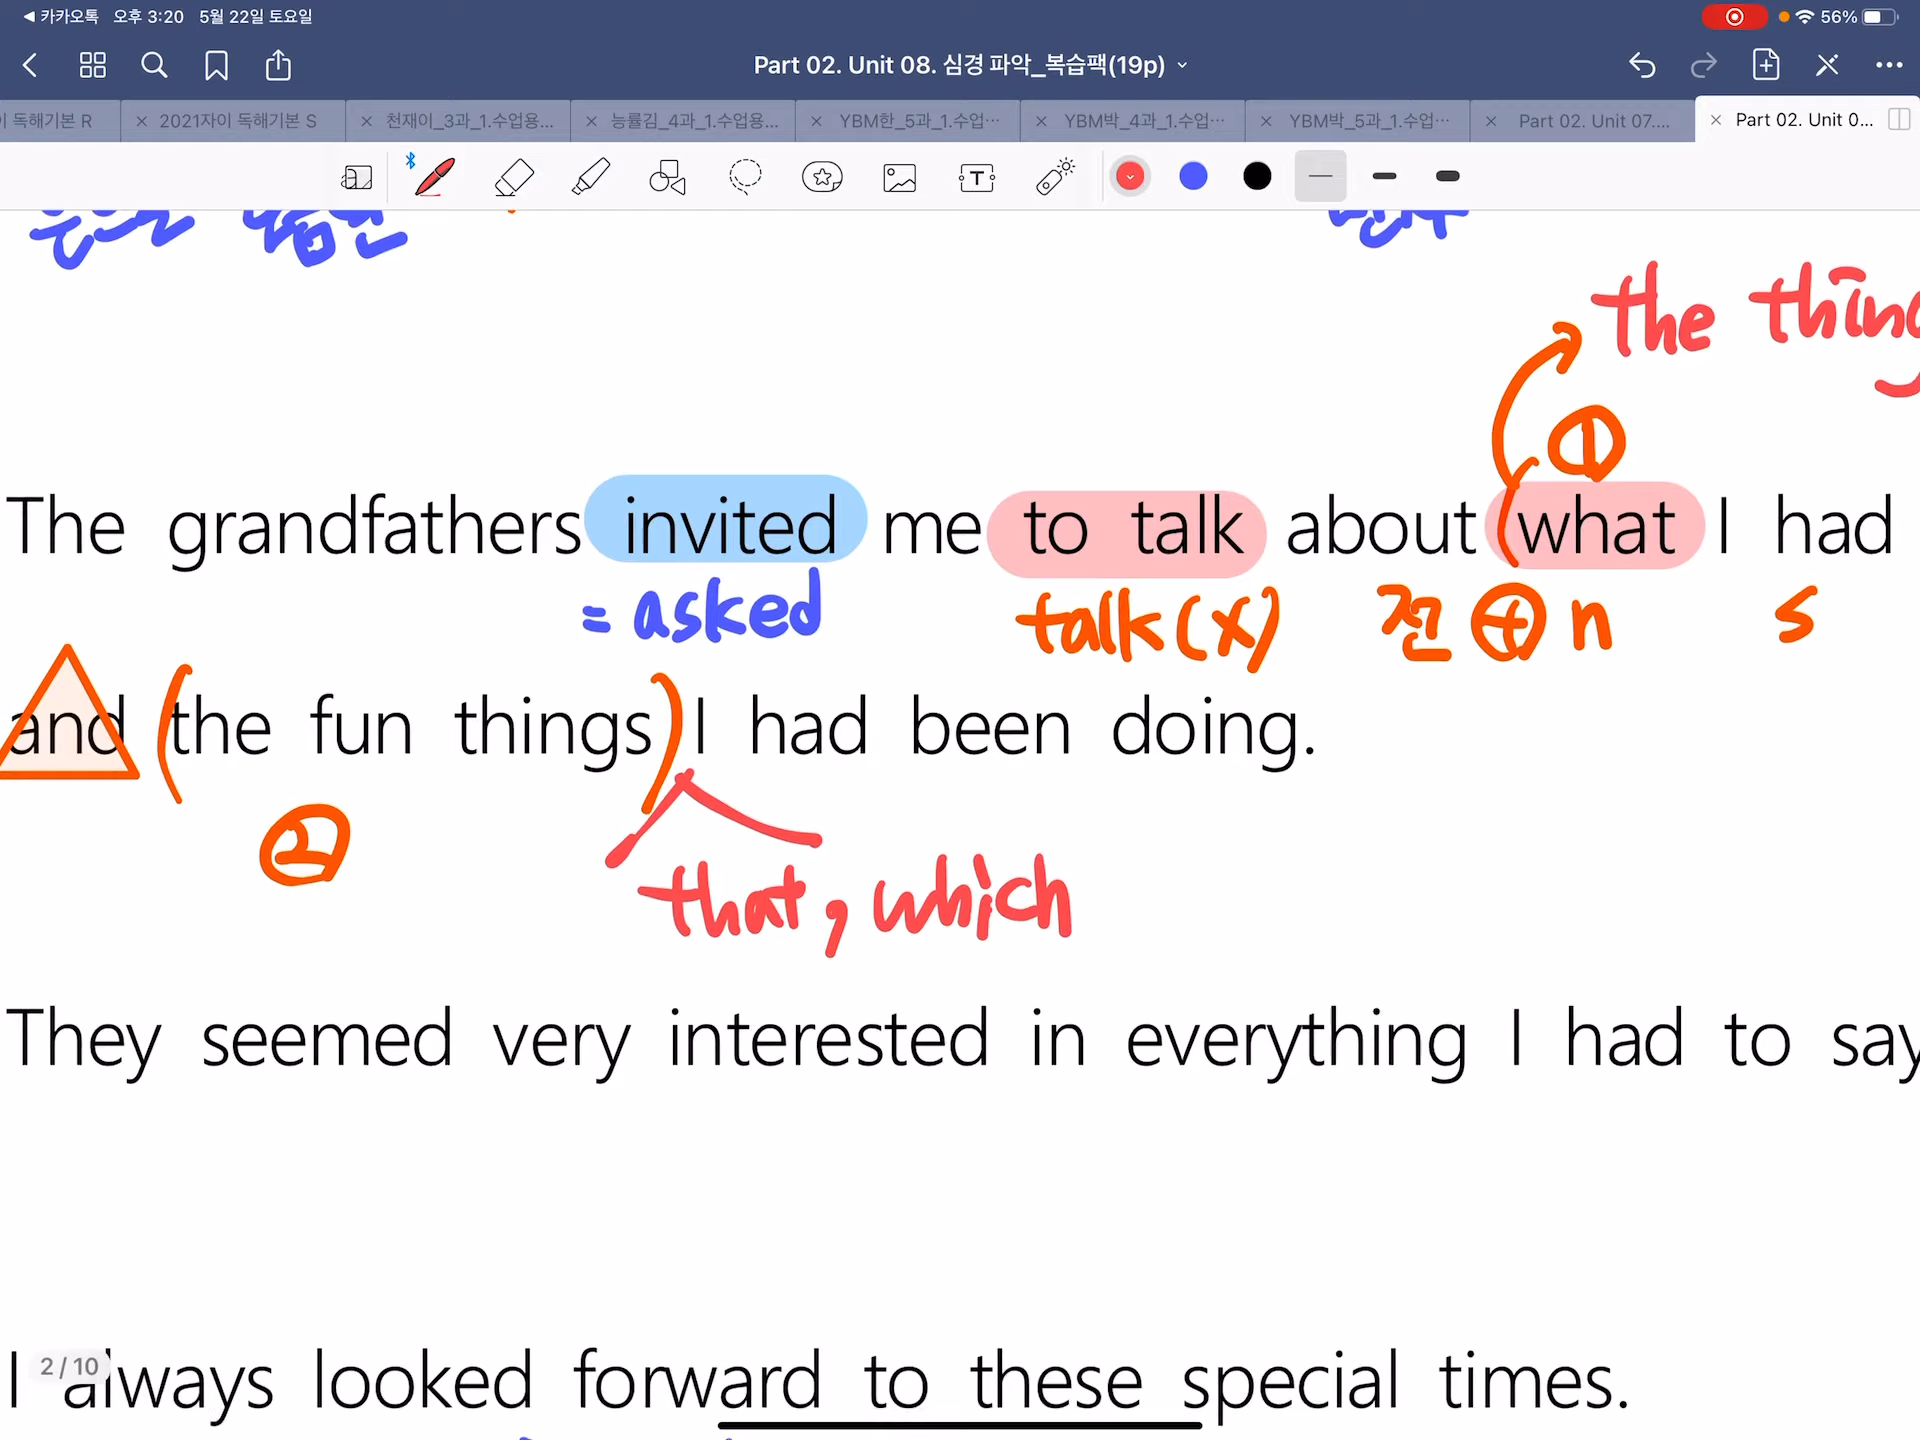 ◀ 카카오톡 오후 3:20 5월 22일 토요일 56%
Part 02. Unit 08. 심경 파악_복습팩(19p)
독해기본 R × 2021자이 독해기본 S × 천재이_3과_1.수업용... × 능률김_4과_1.수업용... × YBM한_5과_1.수업... × YBM박_4과_1.수업... × YBM박_5과_1.수업... × Part 02. Unit 07.... × Part 02. Unit 0...
the thing
①
The grandfathers invited me to talk about (what I had
= asked talk(x) 전 ⊕ n s
and (the fun things) I had been doing.
②
that, which
They seemed very interested in everything I had to say
2/10
I always looked forward to these special times.